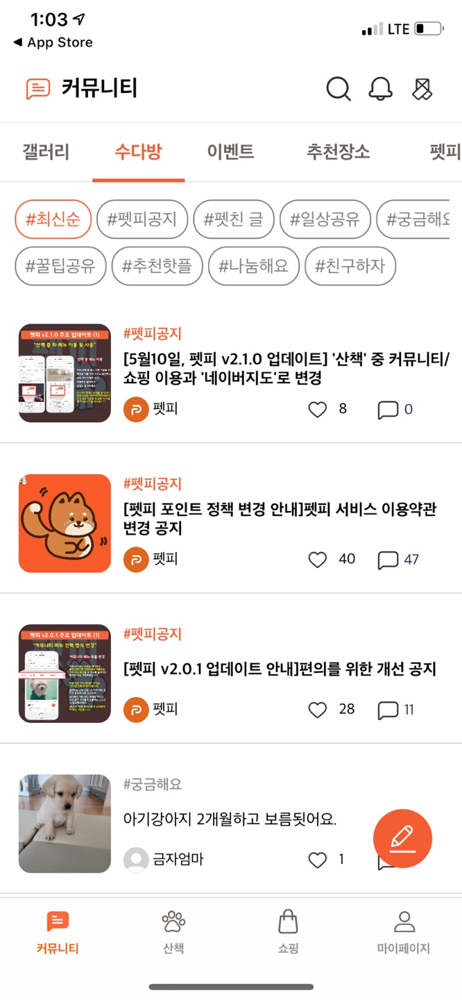 1:03
LTE
◀ App Store
커뮤니티
갤러리
수다방
이벤트
추천장소
펫피
#최신순
#펫피공지
#펫친 글
#일상공유
#궁금해요
#꿀팁공유
#추천핫플
#나눔해요
#친구하자
펫피 v2.1.0 주요 업데이트 (1)
"산책 중 타 메뉴 이동 및 사용"
#펫피공지
[5월10일, 펫피 v2.1.0 업데이트] '산책' 중 커뮤니티/
쇼핑 이용과 '네이버지도'로 변경
펫피
8
0
#펫피공지
[펫피 포인트 정책 변경 안내]펫피 서비스 이용약관
변경 공지
펫피
40
47
펫피 v2.0.1 주요 업데이트 (1)
"커뮤니티 메뉴 선택 방식 변경"
#펫피공지
[펫피 v2.0.1 업데이트 안내]편의를 위한 개선 공지
펫피
28
11
#궁금해요
아기강아지 2개월하고 보름됫어요.
금자엄마
1
커뮤니티
산책
쇼핑
마이페이지